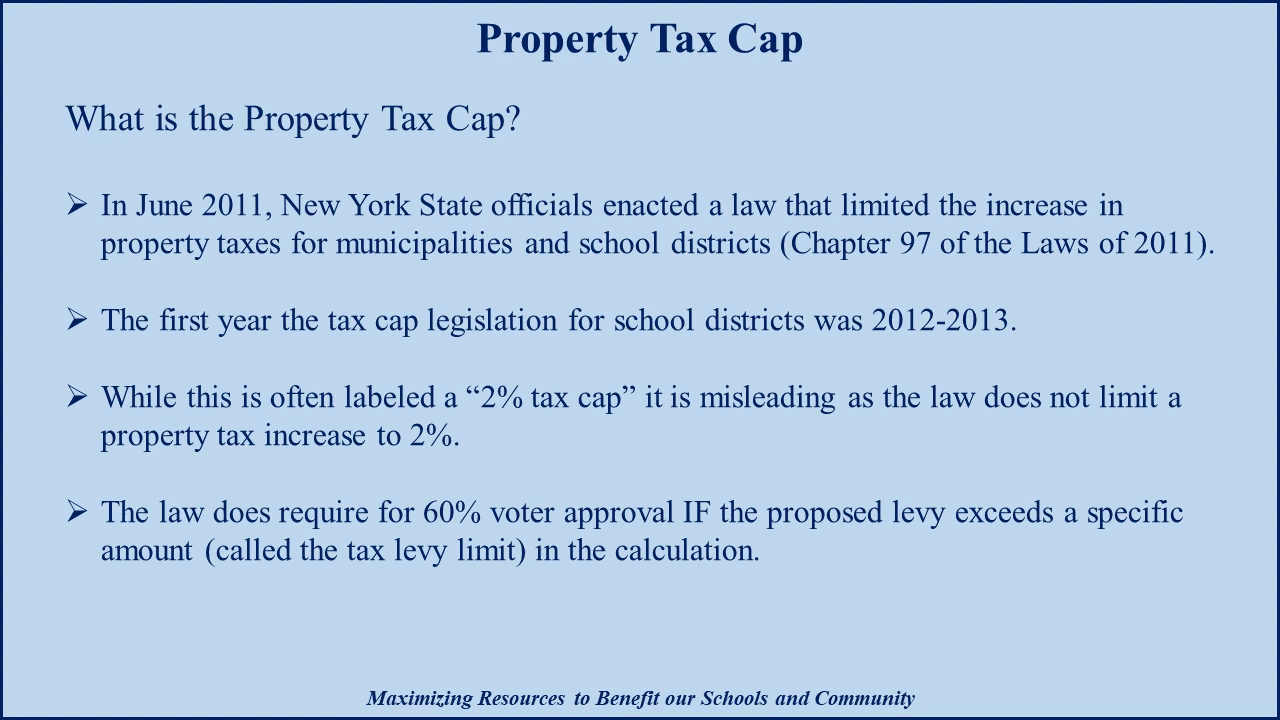 Property Tax Cap
What is the Property Tax Cap?
➢ In June 2011, New York State officials enacted a law that limited the increase in
property taxes for municipalities and school districts (Chapter 97 of the Laws of 2011).
➢ The first year the tax cap legislation for school districts was 2012-2013.
➢ While this is often labeled a “2% tax cap” it is misleading as the law does not limit a
property tax increase to 2%.
➢ The law does require for 60% voter approval IF the proposed levy exceeds a specific
amount (called the tax levy limit) in the calculation.
Maximizing Resources to Benefit our Schools and Community